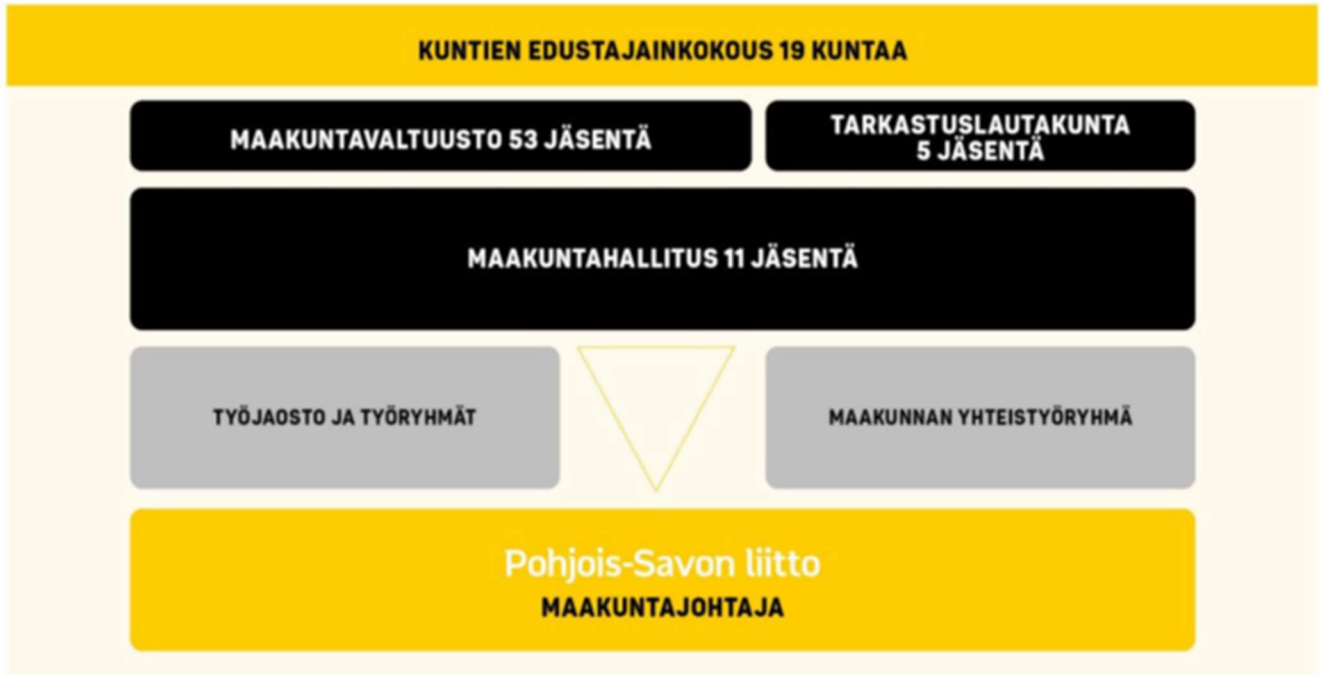 KUNTIEN EDUSTAJAINKOKOUS 19 KUNTAA
MAAKUNTAVALTUUSTO 53 JÄSENTÄ
TARKASTUSLAUTAKUNTA
5 JÄSENTÄ
MAAKUNTAHALLITUS 11 JÄSENTÄ
TYÖJAOSTO JA TYÖRYHMÄT
MAAKUNNAN YHTEISTYÖRYHMÄ
Pohjois-Savon liitto
MAAKUNTAJOHTAJA